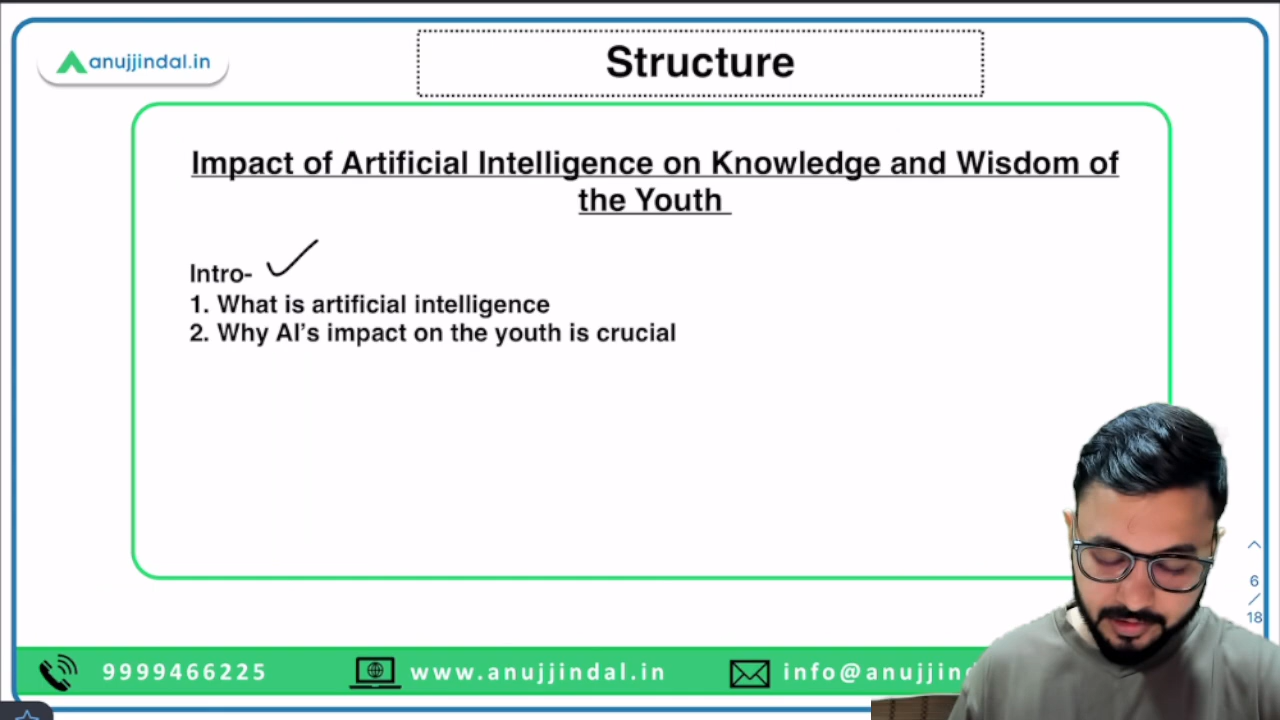 anujjindal.in
Structure
Impact of Artificial Intelligence on Knowledge and Wisdom of
the Youth
Intro-
1. What is artificial intelligence
2. Why AI's impact on the youth is crucial
6
/
18
9999466225
www.anujjindal.in